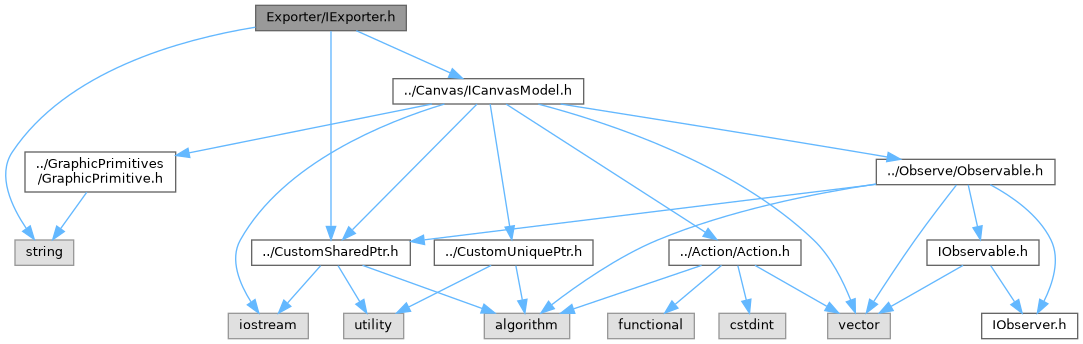 Exporter/IExporter.h
../Canvas/ICanvasModel.h
../GraphicPrimitives
/GraphicPrimitive.h
../Observe/Observable.h
string
../CustomSharedPtr.h
../CustomUniquePtr.h
../Action/Action.h
IObservable.h
iostream
utility
algorithm
functional
cstdint
vector
IObserver.h